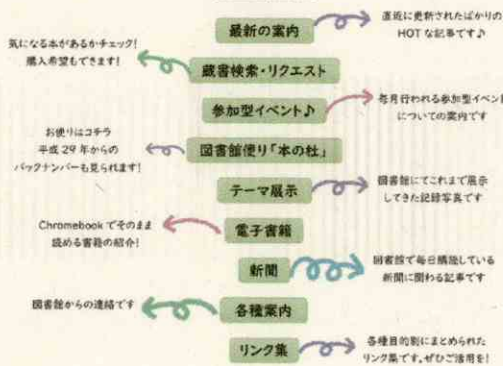 最新の案内
直近に更新されたばかりの
HOTな記事です♪
気になる本があるかチェック!
購入希望もできます!
蔵書検索・リクエスト
参加型イベント♪
毎月行われる参加型イベント
についての案内です
お便りはコチラ
平成29年からの
バックナンバーも見られます!
図書館便り「本の杜」
テーマ展示
図書館にてこれまで展示
してきた記録写真です
Chromebookでそのまま
読める書籍の紹介!
電子書籍
新聞
図書館で毎日購読している
新聞に関わる記事です
図書館からの連絡です
各種案内
リンク集
各種目的別にまとめられた
リンク集です。ぜひご活用を!